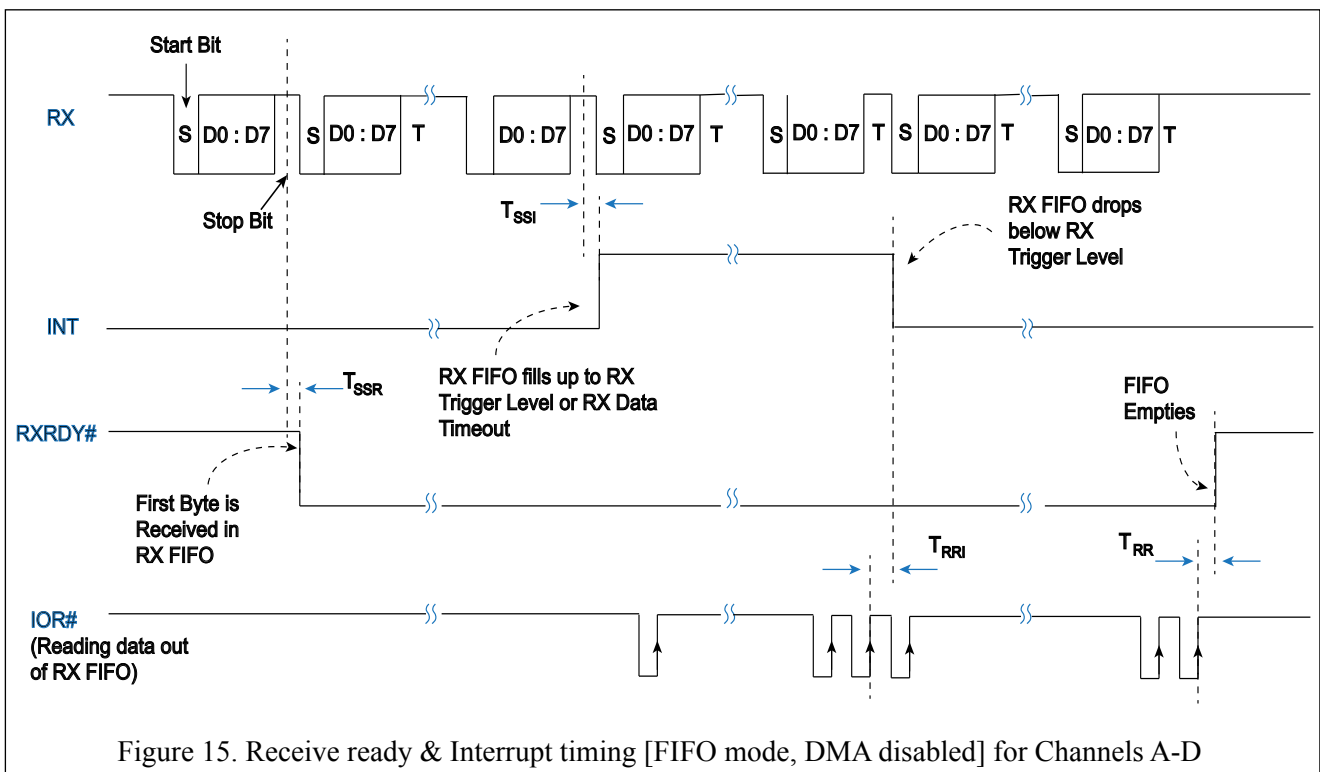 Start Bit
RX
S D0 : D7 S D0 : D7 T D0 : D7 S D0 : D7 T S D0 : D7 T S D0 : D7 T S D0 : D7 T
Stop Bit
TSSI
RX FIFO drops
below RX
Trigger Level
INT
TSSR
RX FIFO fills up to RX
Trigger Level or RX Data
Timeout
FIFO
Empties
RXRDY#
First Byte is
Received in
RX FIFO
TRRI
TRR
IOR#
(Reading data out
of RX FIFO)
Figure 15. Receive ready & Interrupt timing [FIFO mode, DMA disabled] for Channels A-D